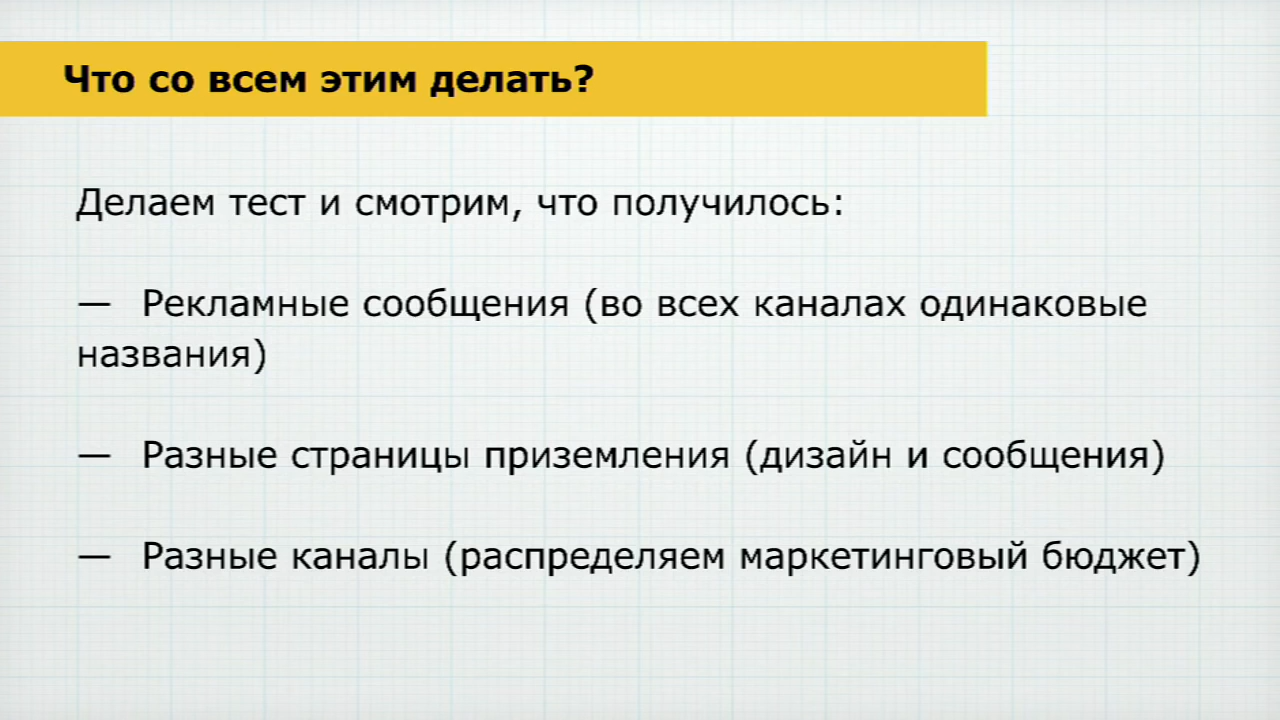 Что со всем этим делать?
Делаем тест и смотрим, что получилось:
— Рекламные сообщения (во всех каналах одинаковые
названия)
— Разные страницы приземления (дизайн и сообщения)
— Разные каналы (распределяем маркетинговый бюджет)